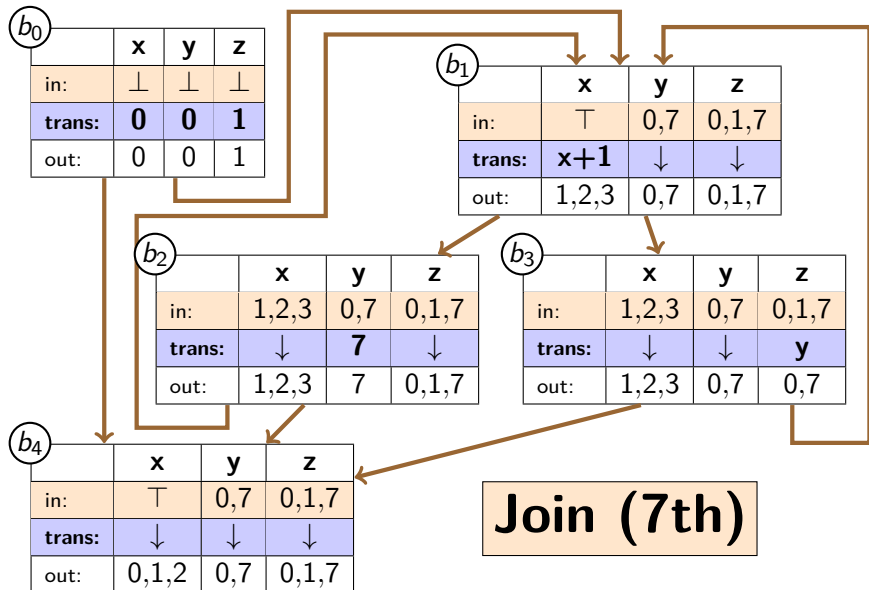 b0
x y z
in: ⊥ ⊥ ⊥
trans: 0 0 1
out: 0 0 1
b1
x y z
in: ⊤ 0,7 0,1,7
trans: x+1 ↓ ↓
out: 1,2,3 0,7 0,1,7
b2
x y z
in: 1,2,3 0,7 0,1,7
trans: ↓ 7 ↓
out: 1,2,3 7 0,1,7
b3
x y z
in: 1,2,3 0,7 0,1,7
trans: ↓ ↓ y
out: 1,2,3 0,7 0,7
b4
x y z
in: ⊤ 0,7 0,1,7
trans: ↓ ↓ ↓
out: 0,1,2 0,7 0,1,7
Join (7th)